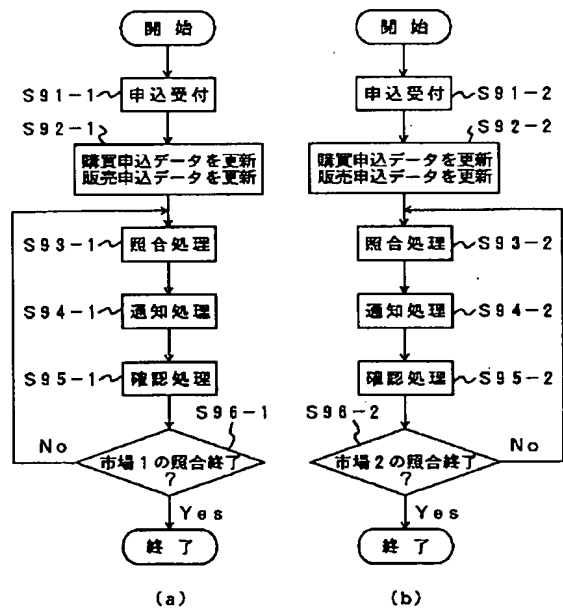 開始
S91-1
申込受付
S92-1
購買申込データを更新
販売申込データを更新
S93-1
照合処理
S94-1
通知処理
S95-1
確認処理
S96-1
No
市場1の照合終了
?
Yes
終了
(a)
開始
申込受付
S91-2
S92-2
購買申込データを更新
販売申込データを更新
照合処理
S93-2
通知処理
S94-2
確認処理
S95-2
S96-2
市場2の照合終了
?
No
Yes
終了
(b)